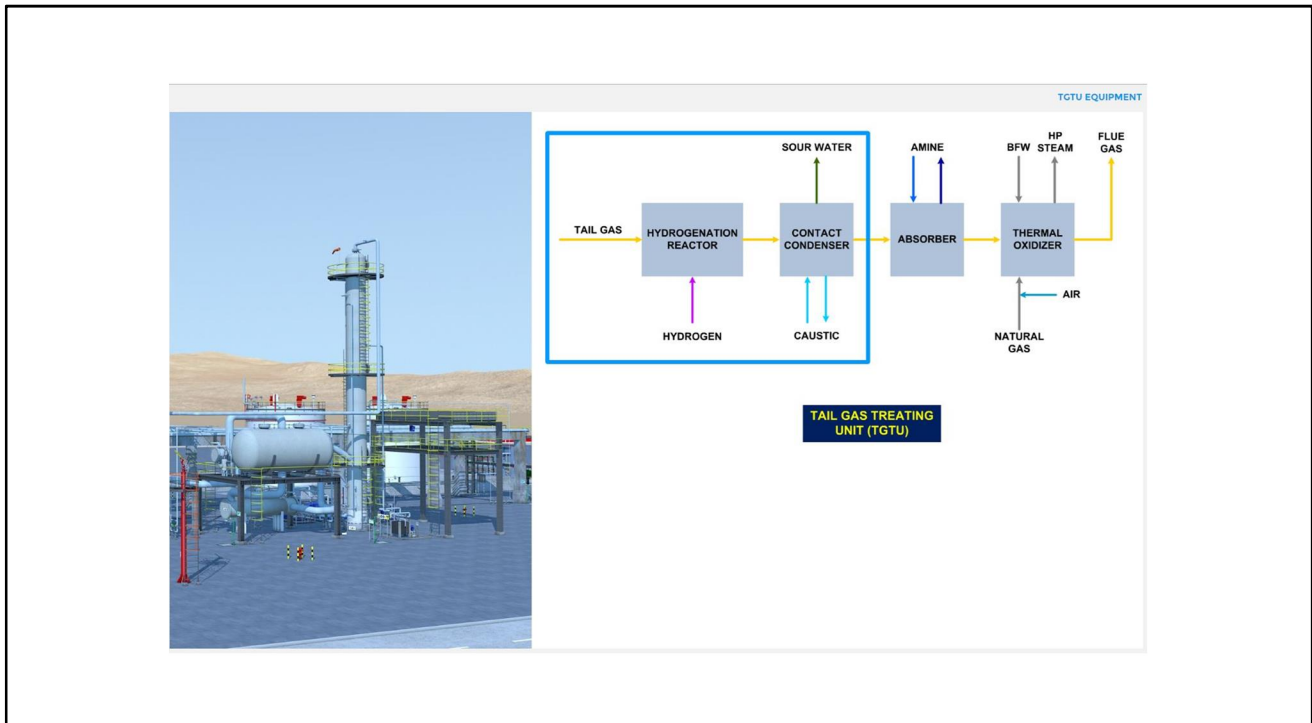 TGTU EQUIPMENT
SOUR WATER
AMINE
BFW
HP
STEAM
FLUE
GAS
TAIL GAS
HYDROGENATION
REACTOR
CONTACT
CONDENSER
ABSORBER
THERMAL
OXIDIZER
AIR
HYDROGEN
CAUSTIC
NATURAL
GAS
TAIL GAS TREATING
UNIT (TGTU)